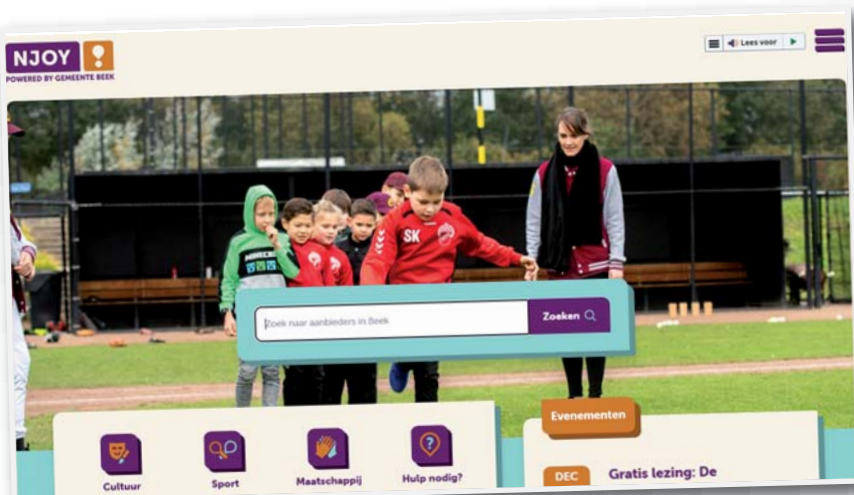 NJOY
POWERED BY GEMEENTE BEEK
Lees voor
SK
MINECRA
Zoek naar aanbieders in Beek
Zoeken
Evenementen
Cultuur
Sport
Maatschappij
Hulp nodig?
DEC
Gratis lezing: De